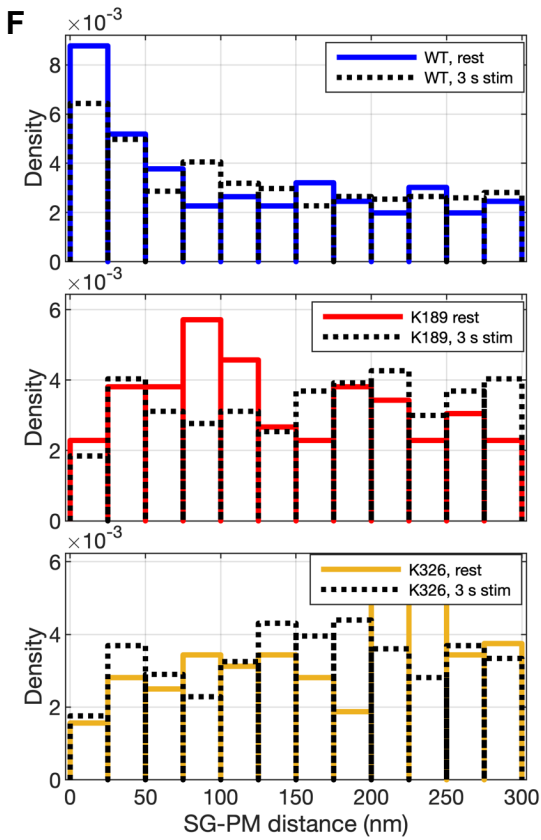 F
×10⁻³
8
6
4
2
0
Density
WT, rest
WT, 3 s stim
×10⁻³
6
4
2
0
Density
K189 rest
K189, 3 s stim
×10⁻³
6
4
2
0
Density
K326, rest
K326, 3 s stim
0 50 100 150 200 250 300
SG-PM distance (nm)